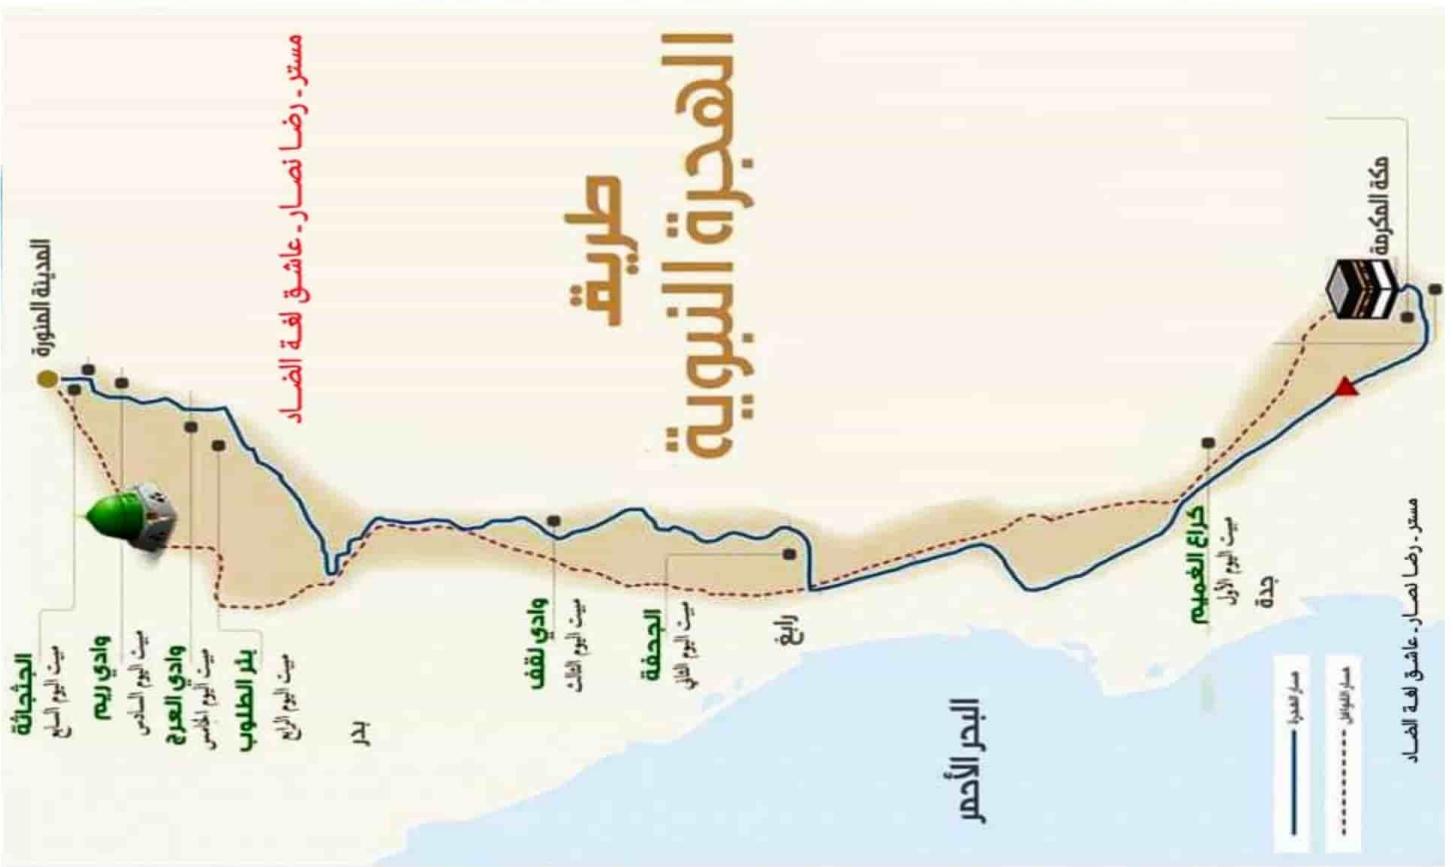 طريق
الهجرة النبوية
مستر ـ رضا نصار ـ عاشق لغة الضاد
المدينة المنورة
الجثجاثة
مبيت اليوم السابع
وادي ريم
مبيت اليوم السادس
وادي العرج
مبيت اليوم الخامس
بئر الطلوب
مبيت اليوم الرابع
بدر
وادي لقف
مبيت اليوم الثالث
الجحفة
مبيت اليوم الثاني
رابغ
البحر الأحمر
كراع الغميم
مبيت اليوم الأول
جدة
مكة المكرمة
مسار الهجرة
مسار القوافل
مستر ـ رضا نصار ـ عاشق لغة الضاد